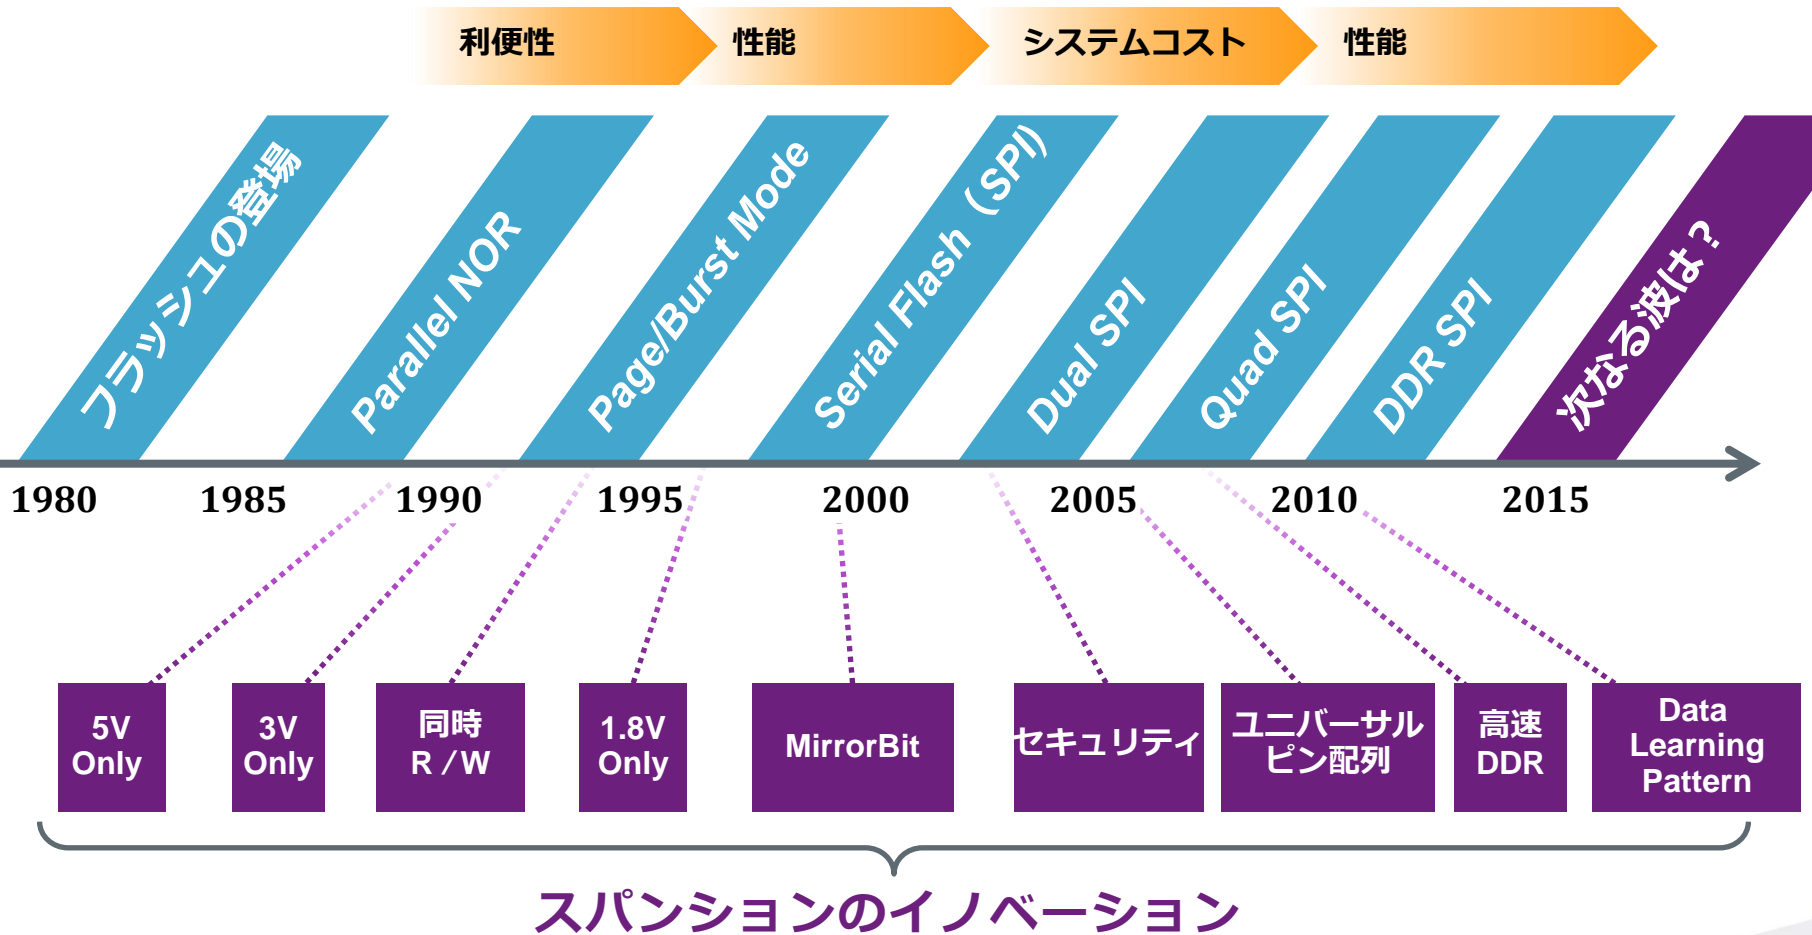 利便性
性能
システムコスト
性能
フラッシュの登場
Parallel NOR
Page/Burst Mode
Serial Flash（SPI)
Dual SPI
Quad SPI
DDR SPI
次なる波は？
1980
1985
1990
1995
2000
2005
2010
2015
5V
Only
3V
Only
同時
R／W
1.8V
Only
MirrorBit
セキュリティ
ユニバーサル
ピン配列
高速
DDR
Data
Learning
Pattern
スパンションのイノベーション